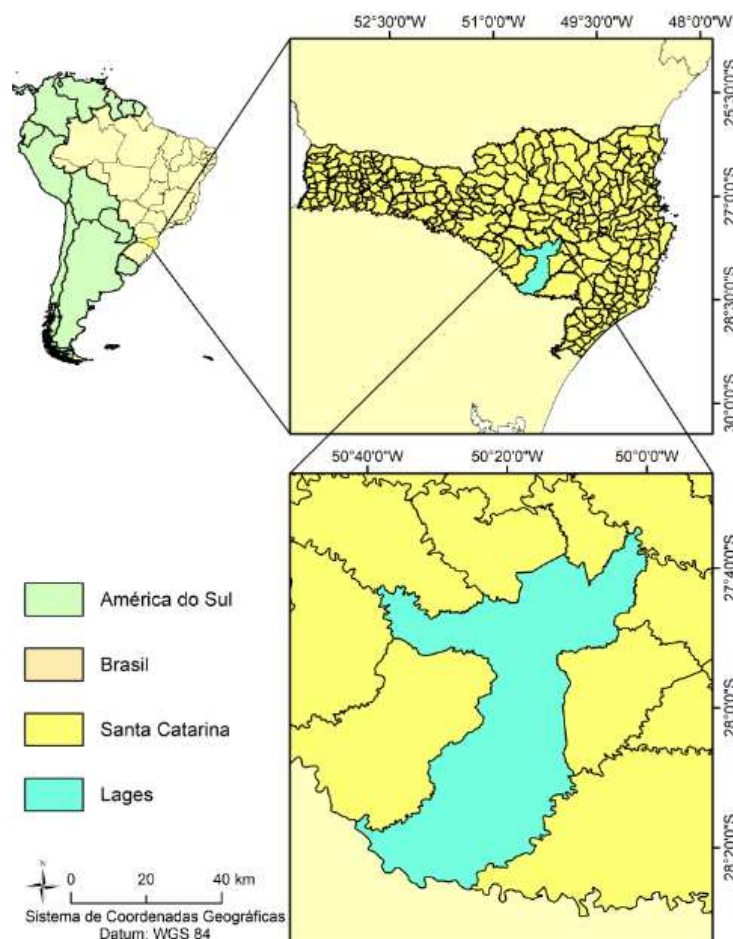 52°30'0"W 51°0'0"W 49°30'0"W 48°0'0"W
25°30'0"S
27°0'0"S
28°30'0"S
30°0'0"S
50°40'0"W 50°20'0"W 50°0'0"W
27°40'0"S
28°0'0"S
28°20'0"S
América do Sul
Brasil
Santa Catarina
Lages
N
0 20 40 km
Sistema de Coordenadas Geográficas
Datum: WGS 84